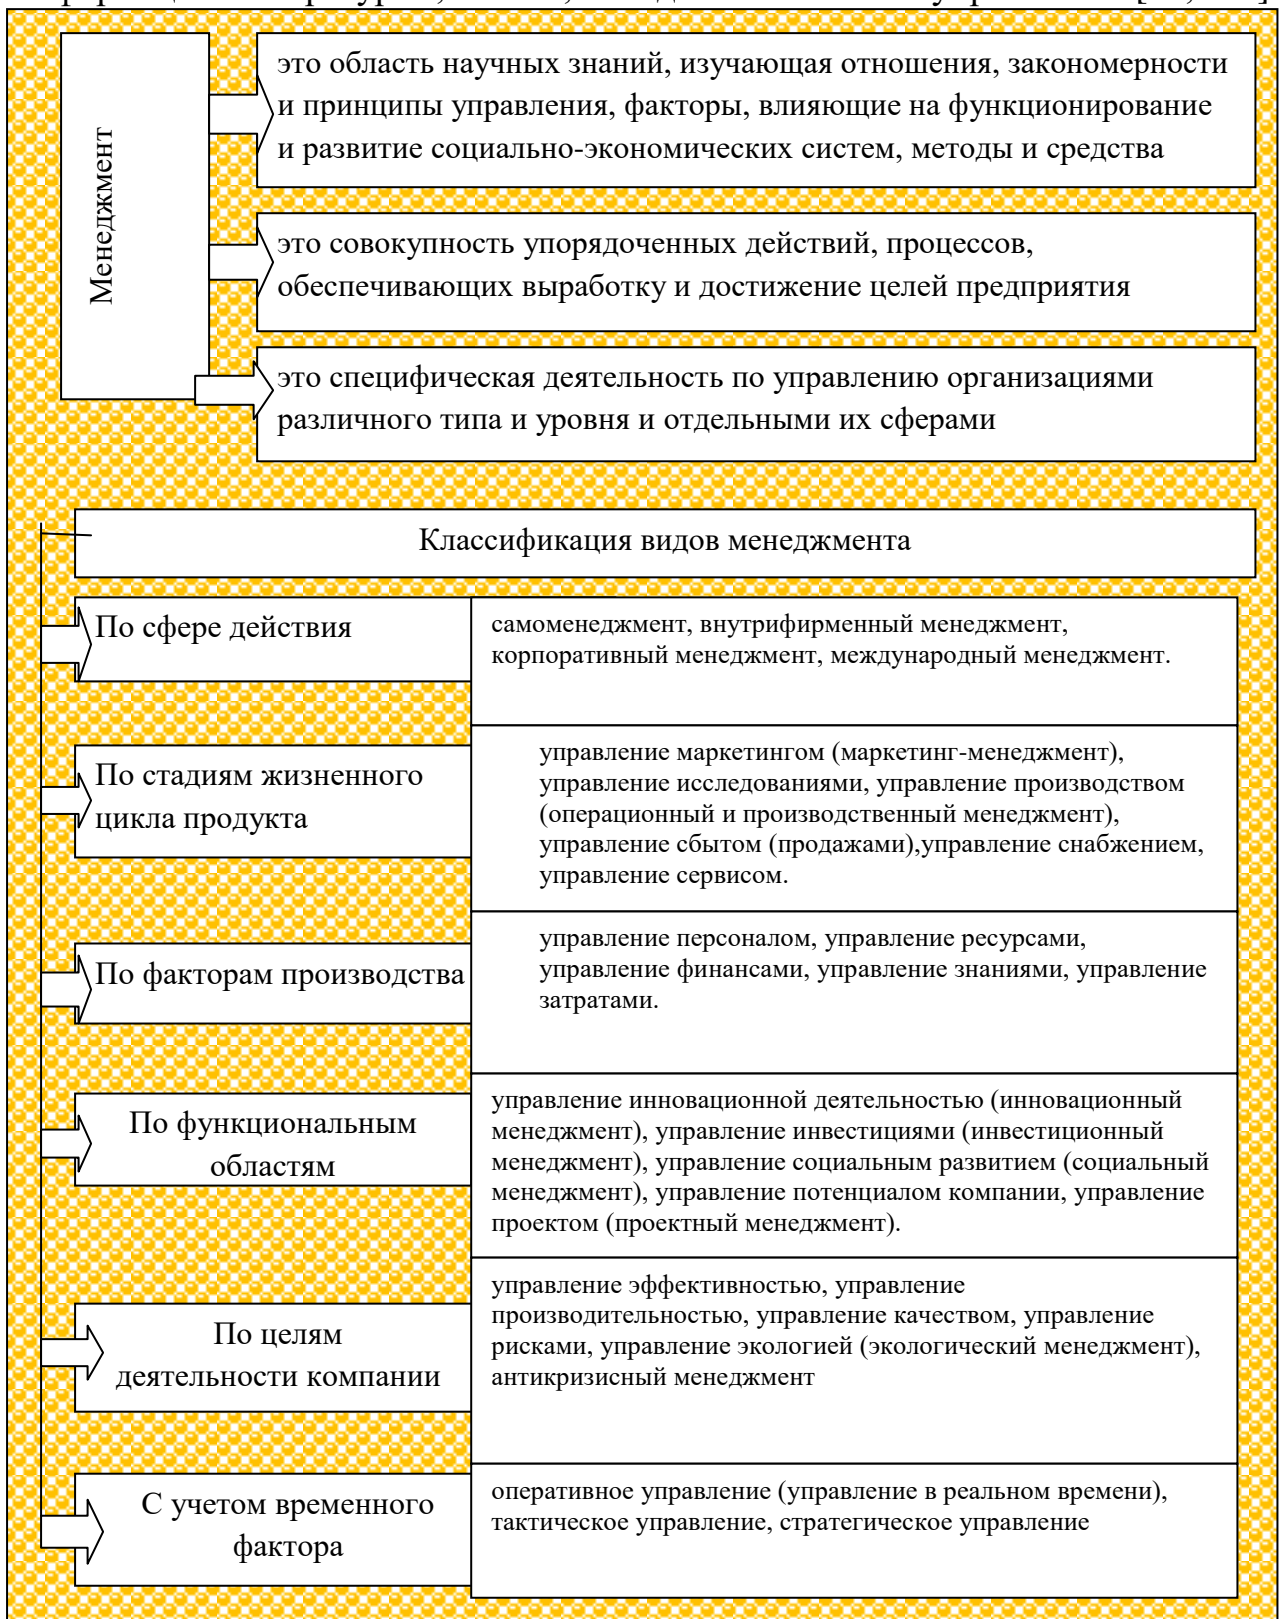 Менеджмент
это область научных знаний, изучающая отношения, закономерности
и принципы управления, факторы, влияющие на функционирование
и развитие социально-экономических систем, методы и средства
это совокупность упорядоченных действий, процессов,
обеспечивающих выработку и достижение целей предприятия
это специфическая деятельность по управлению организациями
различного типа и уровня и отдельными их сферами
Классификация видов менеджмента
По сфере действия
самоменеджмент, внутрифирменный менеджмент,
корпоративный менеджмент, международный менеджмент.
По стадиям жизненного
цикла продукта
управление маркетингом (маркетинг-менеджмент),
управление исследованиями, управление производством
(операционный и производственный менеджмент),
управление сбытом (продажами),управление снабжением,
управление сервисом.
По факторам производства
управление персоналом, управление ресурсами,
управление финансами, управление знаниями, управление
затратами.
По функциональным
областям
управление инновационной деятельностью (инновационный
менеджмент), управление инвестициями (инвестиционный
менеджмент), управление социальным развитием (социальный
менеджмент), управление потенциалом компании, управление
проектом (проектный менеджмент).
По целям
деятельности компании
управление эффективностью, управление
производительностью, управление качеством, управление
рисками, управление экологией (экологический менеджмент),
антикризисный менеджмент
С учетом временного
фактора
оперативное управление (управление в реальном времени),
тактическое управление, стратегическое управление